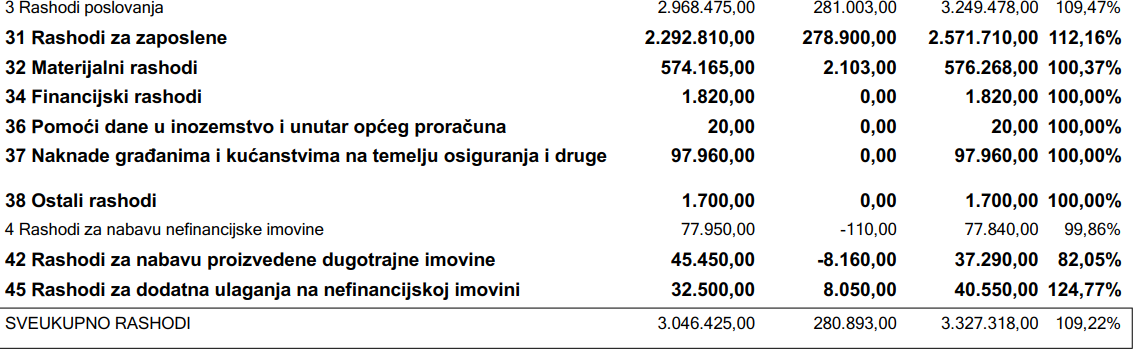 3 Rashodi poslovanja 2.968.475,00 281.003,00 3.249.478,00 109,47%
31 Rashodi za zaposlene 2.292.810,00 278.900,00 2.571.710,00 112,16%
32 Materijalni rashodi 574.165,00 2.103,00 576.268,00 100,37%
34 Financijski rashodi 1.820,00 0,00 1.820,00 100,00%
36 Pomoći dane u inozemstvo i unutar općeg proračuna 20,00 0,00 20,00 100,00%
37 Naknade građanima i kućanstvima na temelju osiguranja i druge 97.960,00 0,00 97.960,00 100,00%
38 Ostali rashodi 1.700,00 0,00 1.700,00 100,00%
4 Rashodi za nabavu nefinancijske imovine 77.950,00 -110,00 77.840,00 99,86%
42 Rashodi za nabavu proizvedene dugotrajne imovine 45.450,00 -8.160,00 37.290,00 82,05%
45 Rashodi za dodatna ulaganja na nefinancijskoj imovini 32.500,00 8.050,00 40.550,00 124,77%
SVEUKUPNO RASHODI 3.046.425,00 280.893,00 3.327.318,00 109,22%